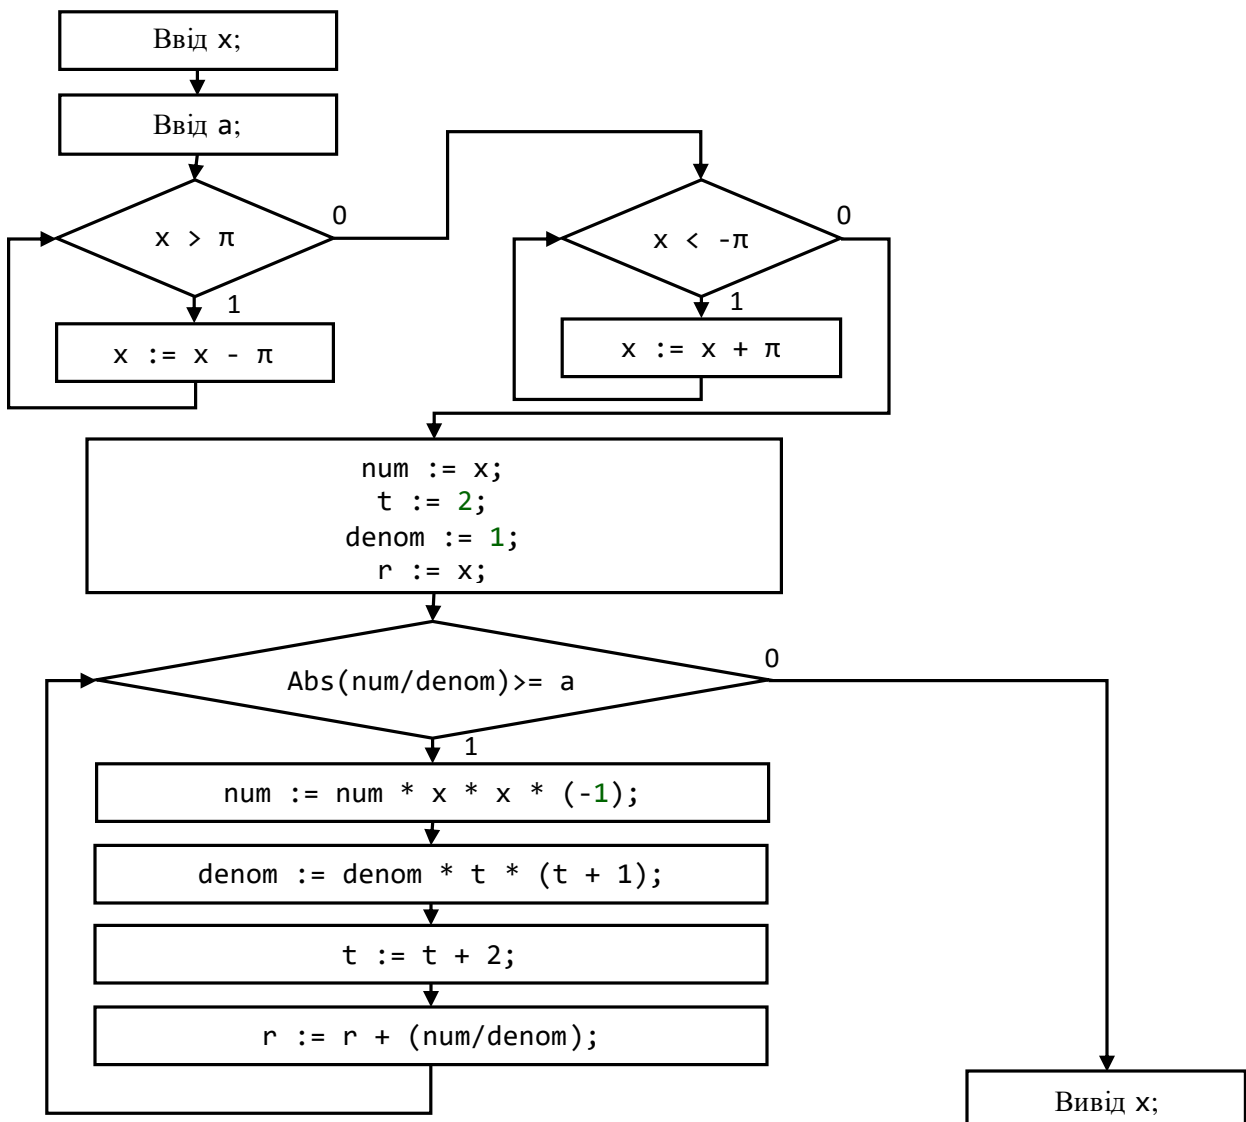 Ввід x;
Ввід a;
x > π
0
1
x := x - π
x < -π
0
1
x := x + π
num := x;
t := 2;
denom := 1;
r := x;
Abs(num/denom)>= a
0
1
num := num * x * x * (-1);
denom := denom * t * (t + 1);
t := t + 2;
r := r + (num/denom);
Вивід x;